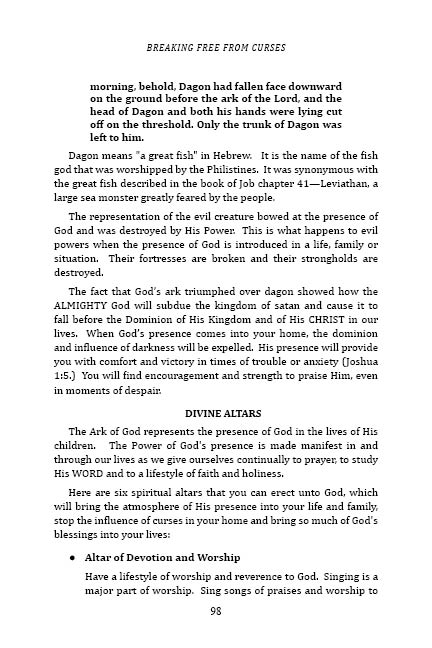 BREAKING FREE FROM CURSES
morning, behold, Dagon had fallen face downward
on the ground before the ark of the Lord, and the
head of Dagon and both his hands were lying cut
off on the threshold. Only the trunk of Dagon was
left to him.
Dagon means "a great fish" in Hebrew. It is the name of the fish
god that was worshipped by the Philistines. It was synonymous with
the great fish described in the book of Job chapter 41—Leviathan, a
large sea monster greatly feared by the people.
The representation of the evil creature bowed at the presence of
God and was destroyed by His Power. This is what happens to evil
powers when the presence of God is introduced in a life, family or
situation. Their fortresses are broken and their strongholds are
destroyed.
The fact that God's ark triumphed over dagon showed how the
ALMIGHTY God will subdue the kingdom of satan and cause it to
fall before the Dominion of His Kingdom and of His CHRIST in our
lives. When God's presence comes into your home, the dominion
and influence of darkness will be expelled. His presence will provide
you with comfort and victory in times of trouble or anxiety (Joshua
1:5.) You will find encouragement and strength to praise Him, even
in moments of despair.
DIVINE ALTARS
The Ark of God represents the presence of God in the lives of His
children. The Power of God's presence is made manifest in and
through our lives as we give ourselves continually to prayer, to study
His WORD and to a lifestyle of faith and holiness.
Here are six spiritual altars that you can erect unto God, which
will bring the atmosphere of His presence into your life and family,
stop the influence of curses in your home and bring so much of God's
blessings into your lives:
● Altar of Devotion and Worship
Have a lifestyle of worship and reverence to God. Singing is a
major part of worship. Sing songs of praises and worship to
98